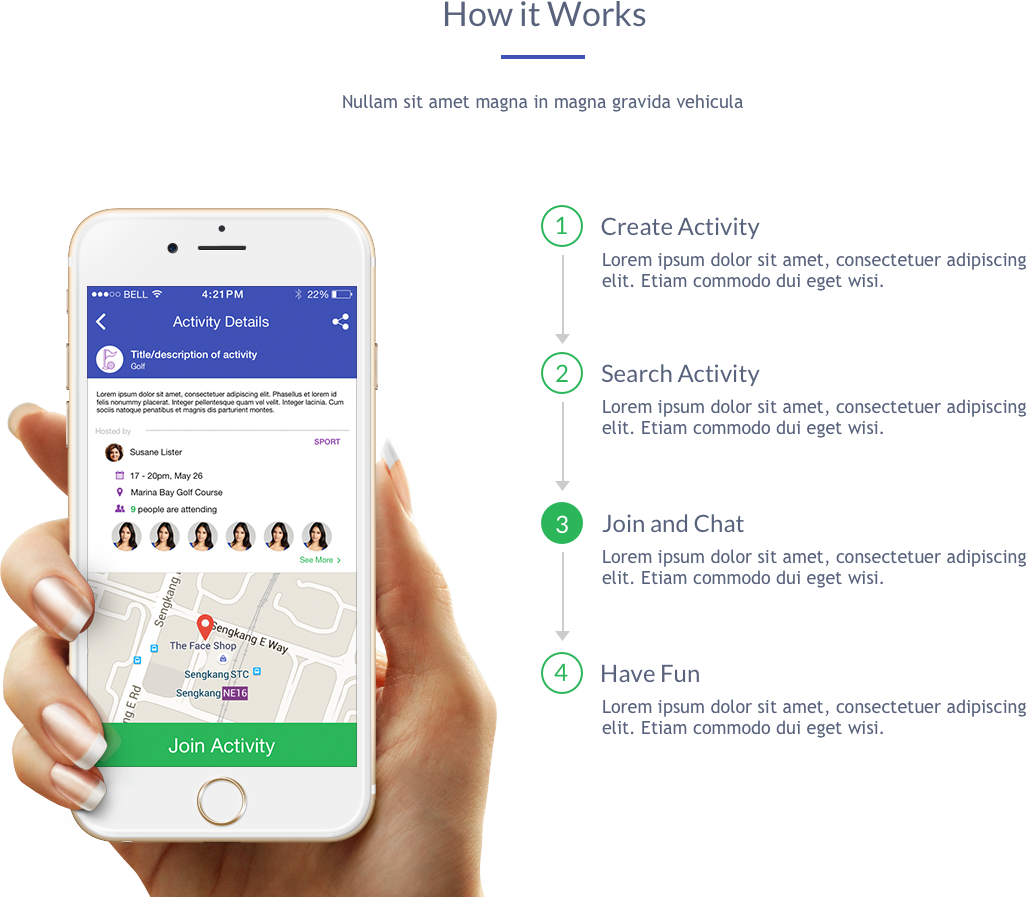 How it Works
Nullam sit amet magna in magna gravida vehicula
BELL 4:21PM 22%
Activity Details
Title/description of activity
Golf
Lorem ipsum dolor sit amet, consectetuer adipiscing elit. Phasellus et lorem id
felis nonummy placerat. Integer pellentesque quam vel velit. Integer lacinia. Cum
sociis natoque penatibus et magnis dis parturient montes.
Hosted by
SPORT
Susane Lister
17 - 20pm, May 26
Marina Bay Golf Course
9 people are attending
See More >
Sengkang
Sengkang E Way
The Face Shop
Sengkang STC
Sengkang NE16
ng E Rd
Join Activity
1 Create Activity
Lorem ipsum dolor sit amet, consectetuer adipiscing
elit. Etiam commodo dui eget wisi.
2 Search Activity
Lorem ipsum dolor sit amet, consectetuer adipiscing
elit. Etiam commodo dui eget wisi.
3 Join and Chat
Lorem ipsum dolor sit amet, consectetuer adipiscing
elit. Etiam commodo dui eget wisi.
4 Have Fun
Lorem ipsum dolor sit amet, consectetuer adipiscing
elit. Etiam commodo dui eget wisi.